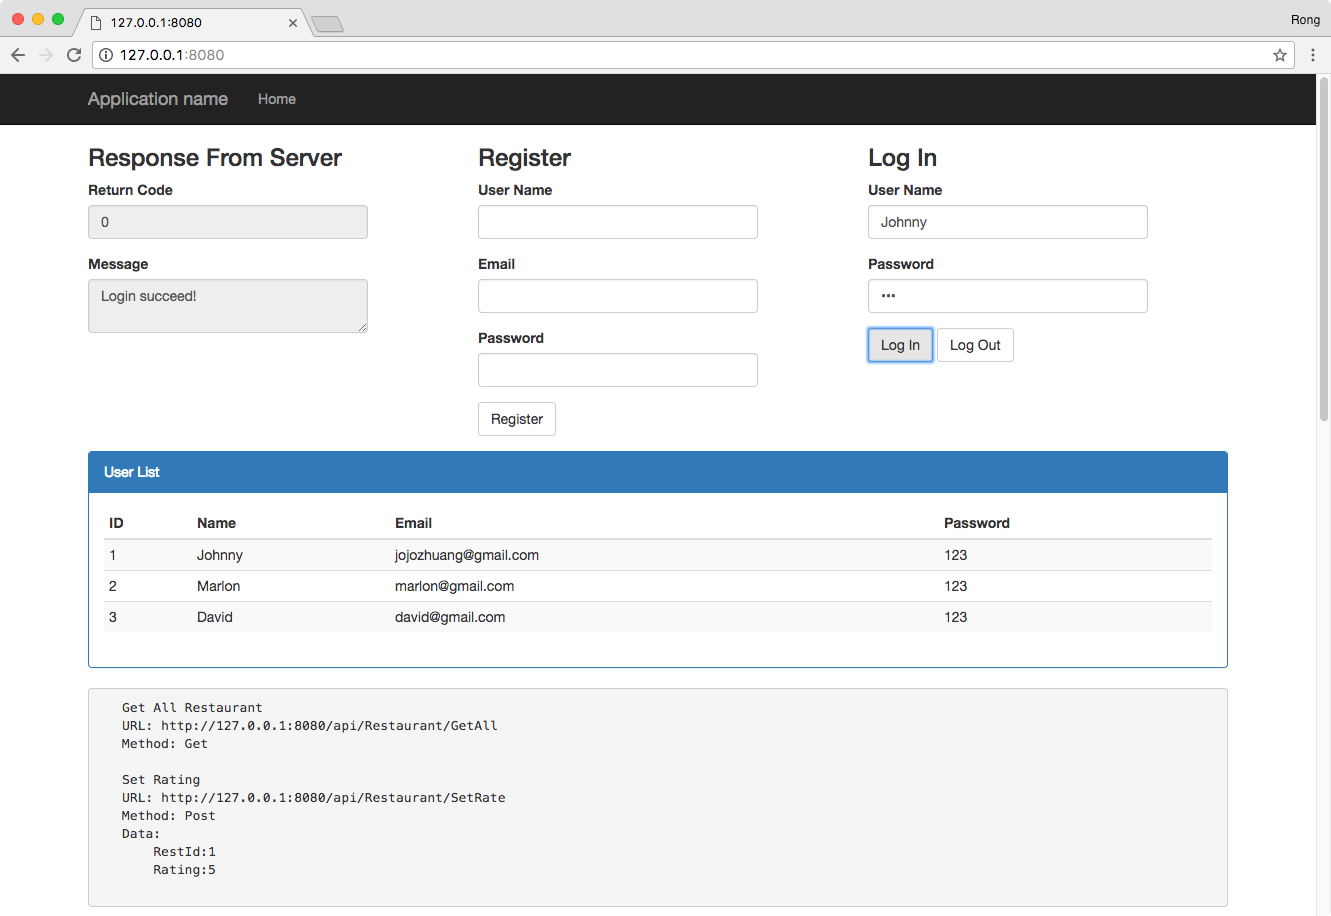 127.0.0.1:8080
Rong
127.0.0.1:8080
Application name Home
Response From Server
Return Code
0
Message
Login succeed!
Register
User Name
Email
Password
Register
Log In
User Name
Johnny
Password
•••
Log In Log Out
User List
ID Name Email Password
1 Johnny jojozhuang@gmail.com 123
2 Marlon marlon@gmail.com 123
3 David david@gmail.com 123
Get All Restaurant
URL: http://127.0.0.1:8080/api/Restaurant/GetAll
Method: Get
Set Rating
URL: http://127.0.0.1:8080/api/Restaurant/SetRate
Method: Post
Data:
RestId:1
Rating:5